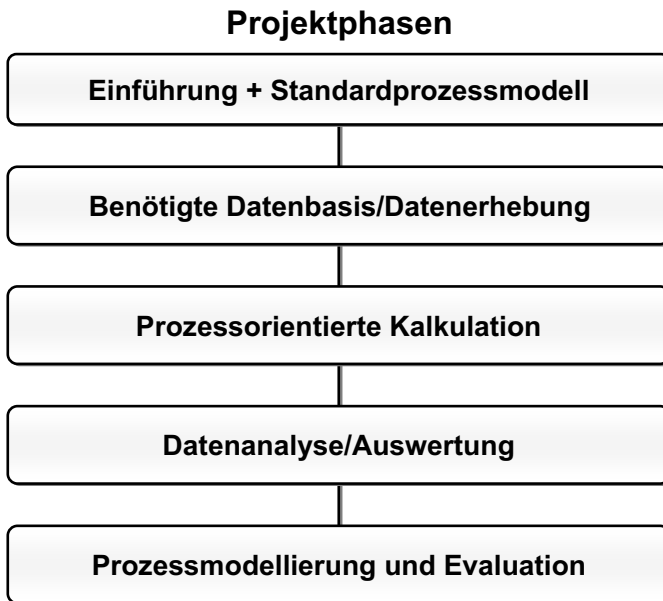 Projektphasen
Einführung + Standardprozessmodell
Benötigte Datenbasis/Datenerhebung
Prozessorientierte Kalkulation
Datenanalyse/Auswertung
Prozessmodellierung und Evaluation